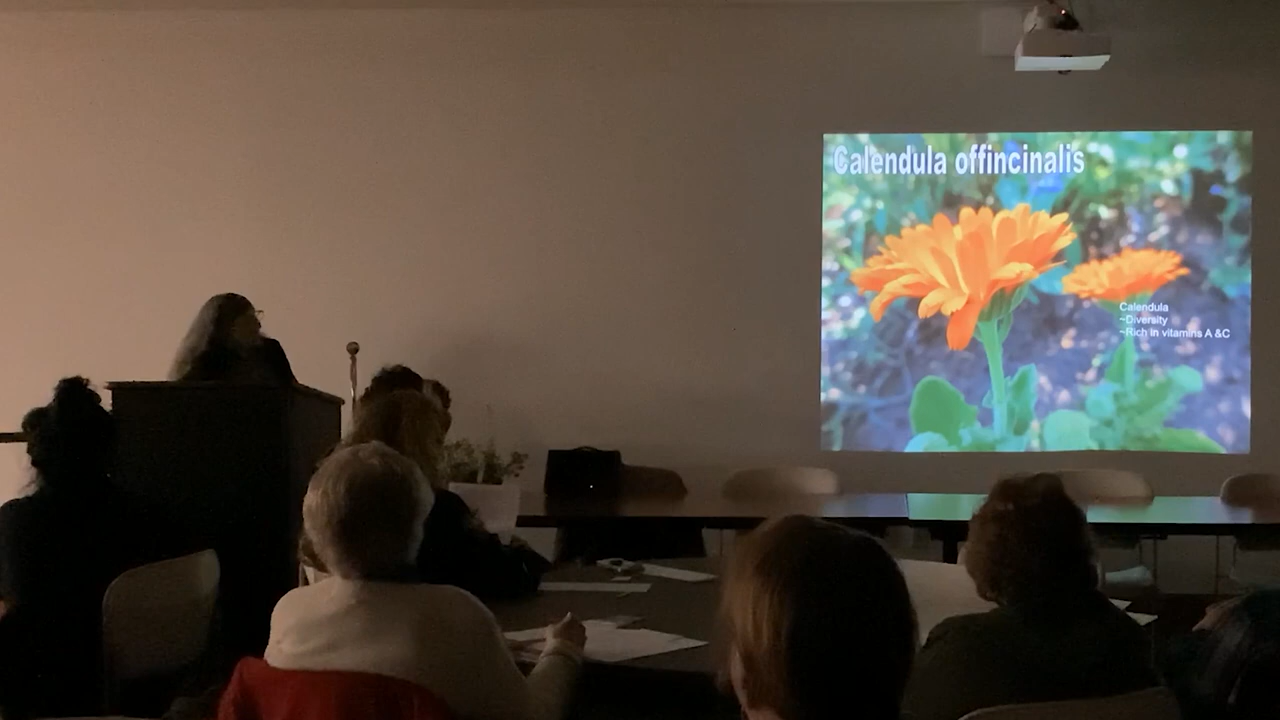 Calendula offincinalis
Calendula
~Diversity
~Rich in vitamins A &C